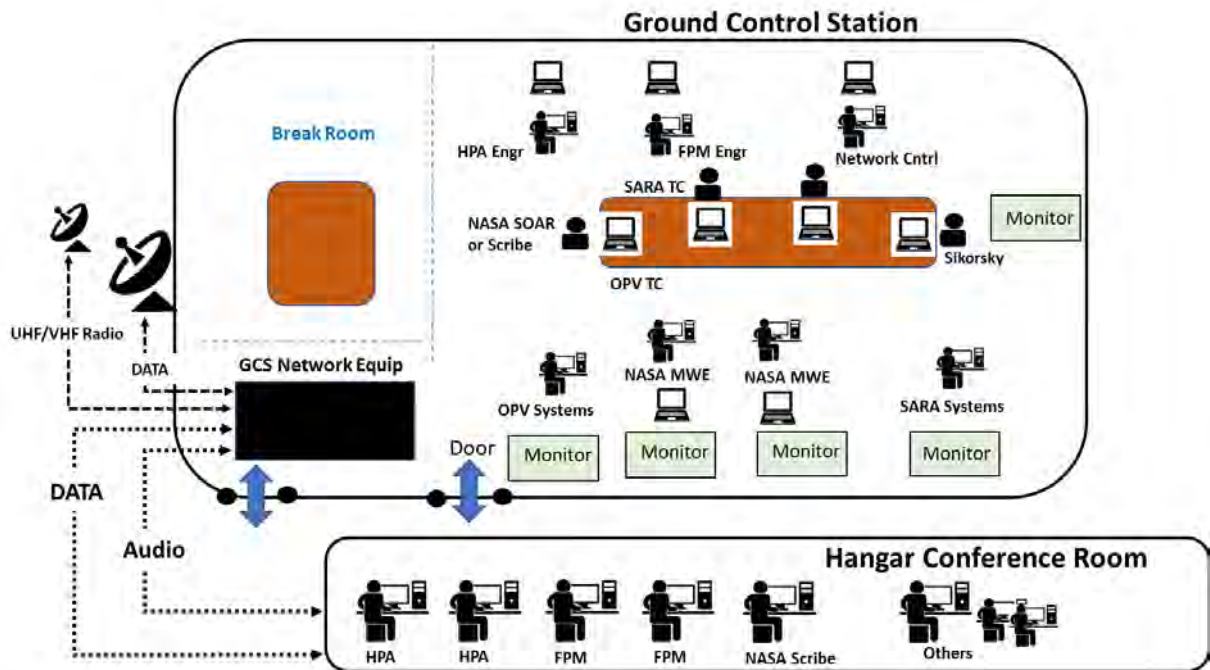 Ground Control Station
Break Room
HPA Engr
FPM Engr
Network Cntrl
SARA TC
NASA SOAR
or Scribe
Monitor
Sikorsky
OPV TC
UHF/VHF Radio
DATA
GCS Network Equip
NASA MWE
NASA MWE
OPV Systems
SARA Systems
Door
Monitor
Monitor
Monitor
Monitor
DATA
Audio
Hangar Conference Room
HPA
HPA
FPM
FPM
NASA Scribe
Others